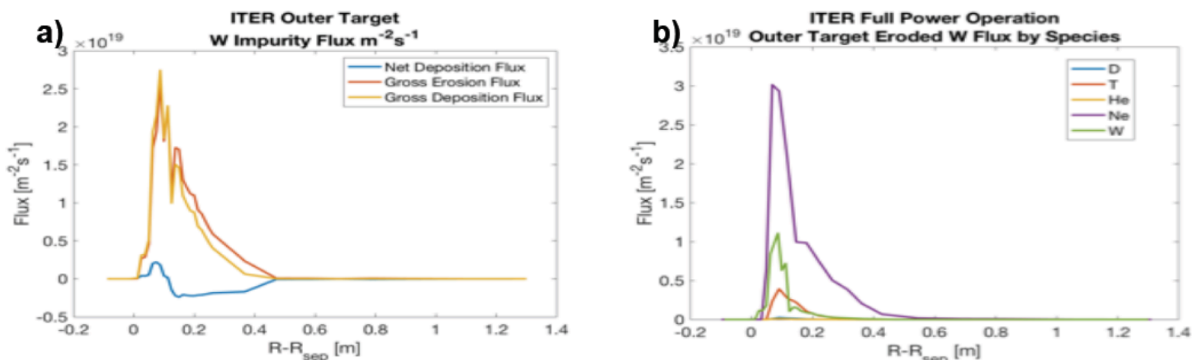 a)
ITER Outer Target
W Impurity Flux m⁻²s⁻¹
×10¹⁹
3
2.5
2
1.5
1
0.5
0
-0.5
Flux [m⁻²s⁻¹]
Net Deposition Flux
Gross Erosion Flux
Gross Deposition Flux
-0.2 0 0.2 0.4 0.6 0.8 1 1.2 1.4
R-Rsep [m]
b)
ITER Full Power Operation
Outer Target Eroded W Flux by Species
×10¹⁹
3.5
3
2.5
2
1.5
1
0.5
0
Flux [m⁻²s⁻¹]
D
T
He
Ne
W
-0.2 0 0.2 0.4 0.6 0.8 1 1.2 1.4
R-Rsep [m]